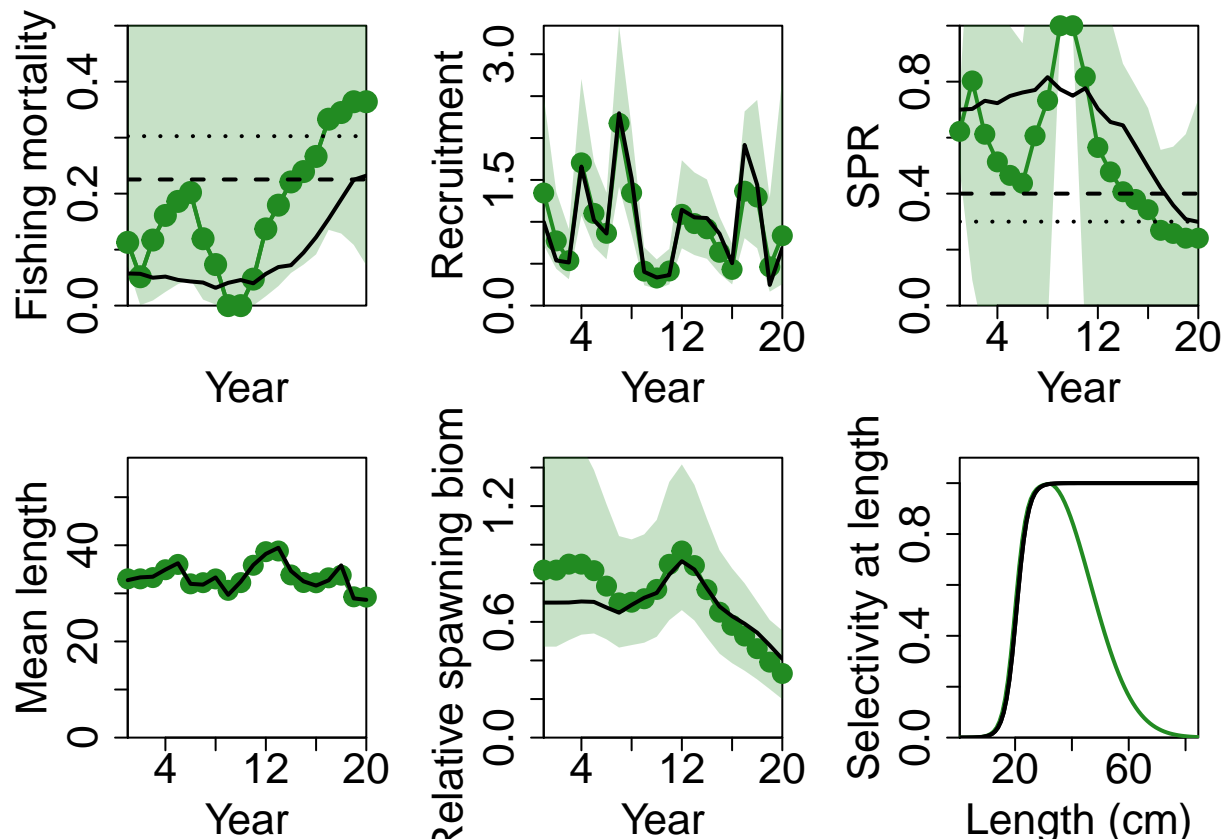 Fishing mortality
0.0 0.2 0.4
Year
Recruitment
0.0 1.5 3.0
4 12 20
Year
SPR
0.0 0.4 0.8
4 12 20
Year
Mean length
0 20 40
4 12 20
Year
Relative spawning biom
0.0 0.6 1.2
4 12 20
Year
Selectivity at length
0.0 0.4 0.8
20 60
Length (cm)